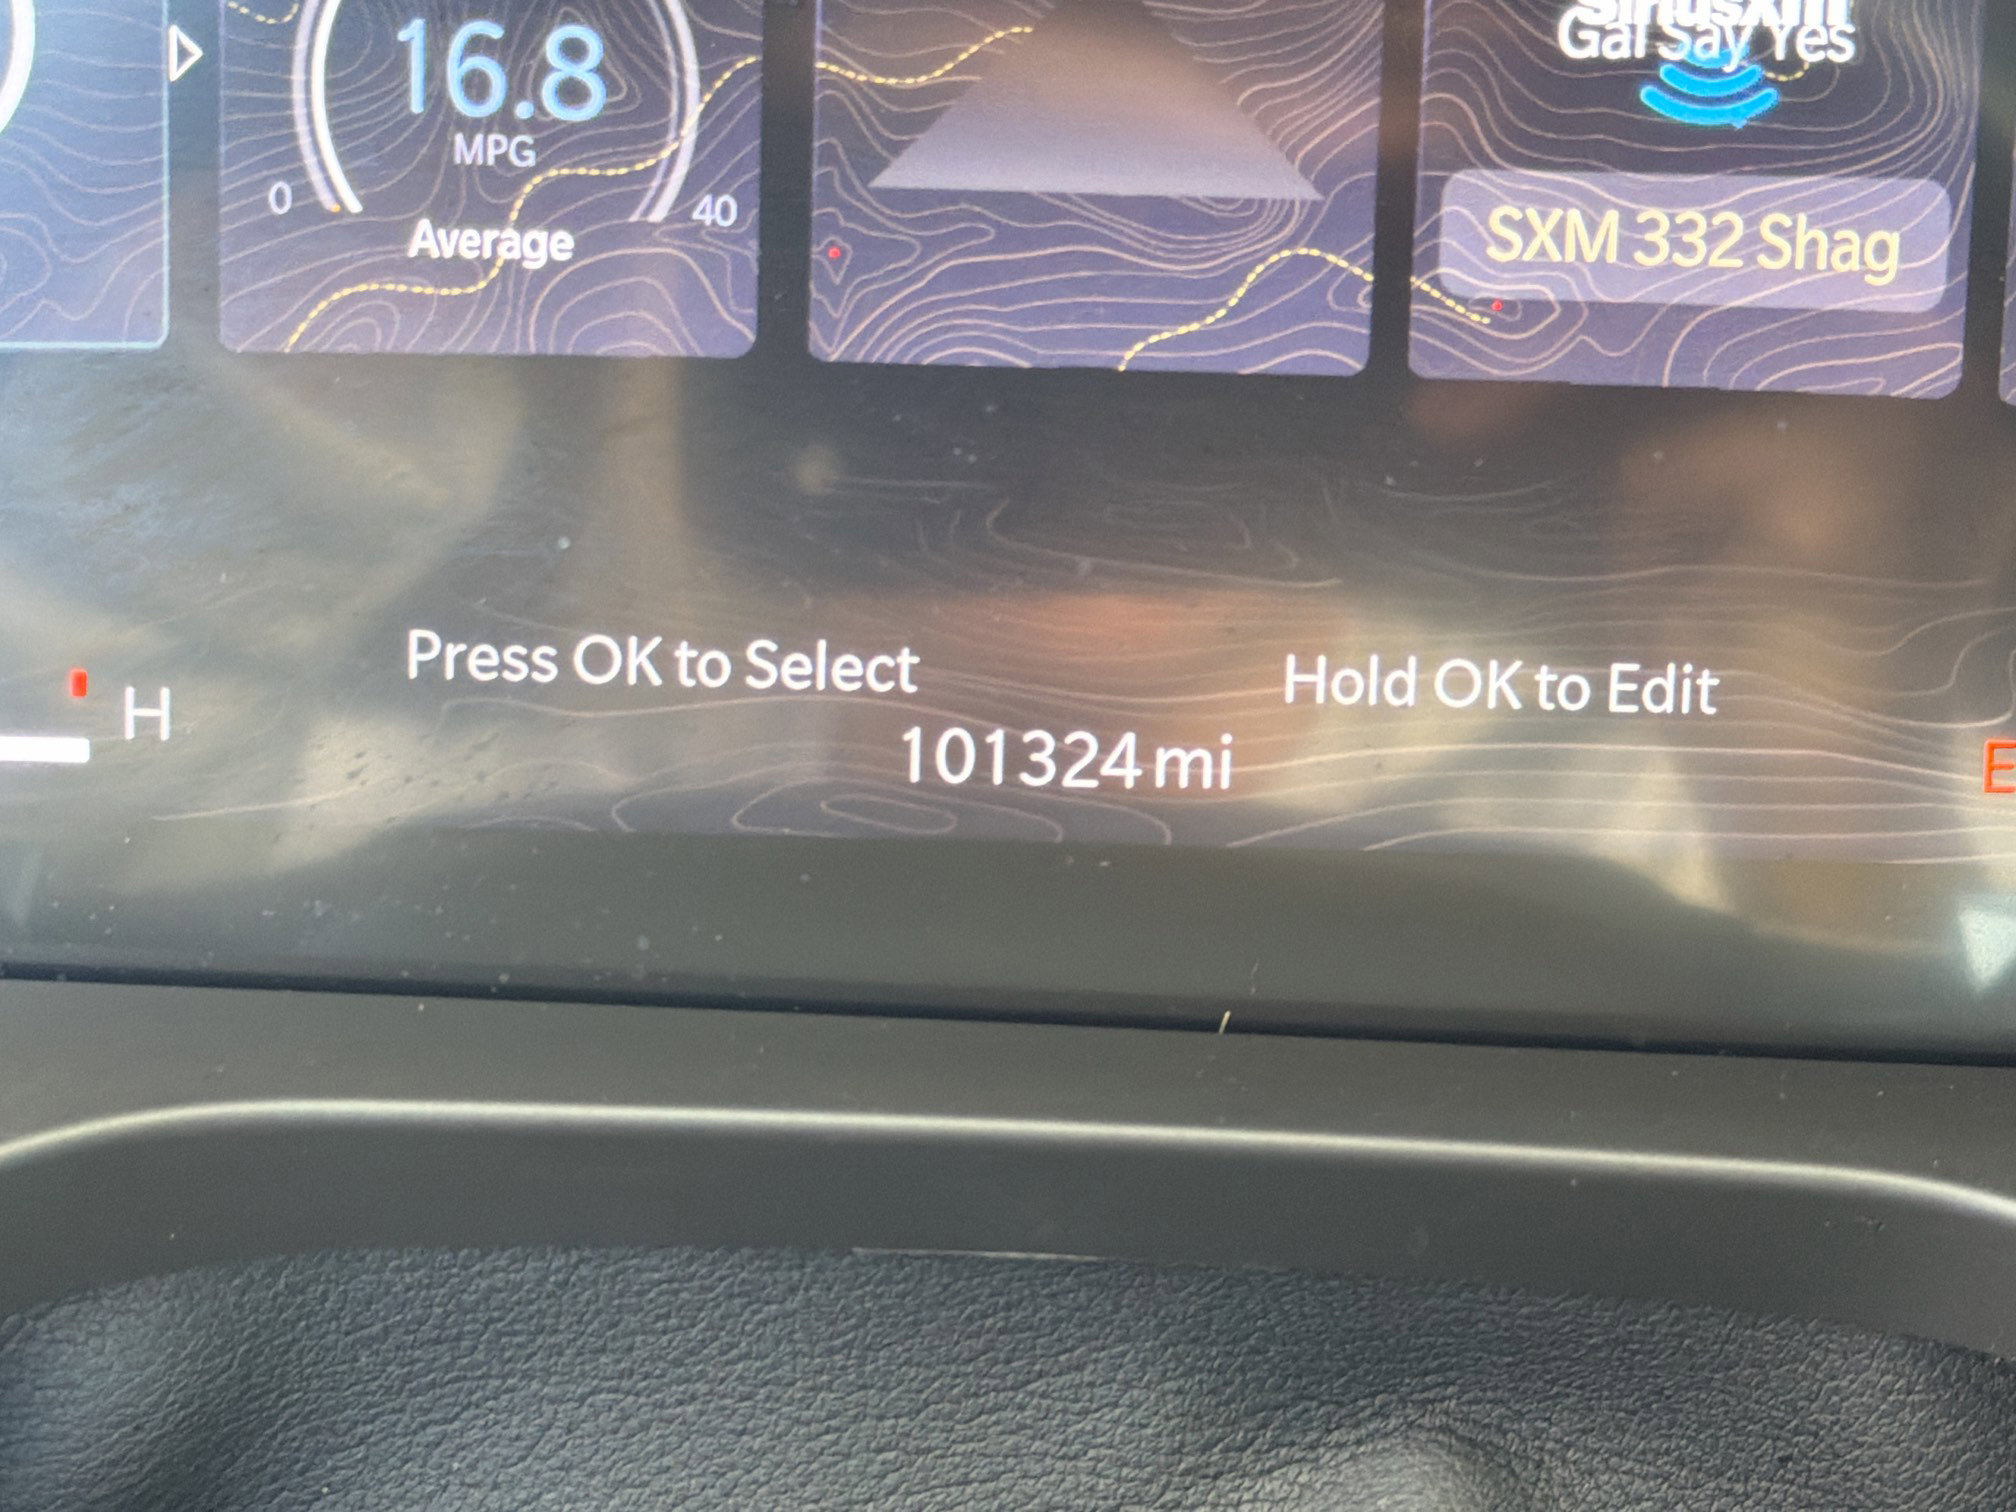 SiriusXM
Gal Say Yes
16.8
MPG
0
40
Average
SXM 332 Shag
Press OK to Select
Hold OK to Edit
H
101324 mi
E